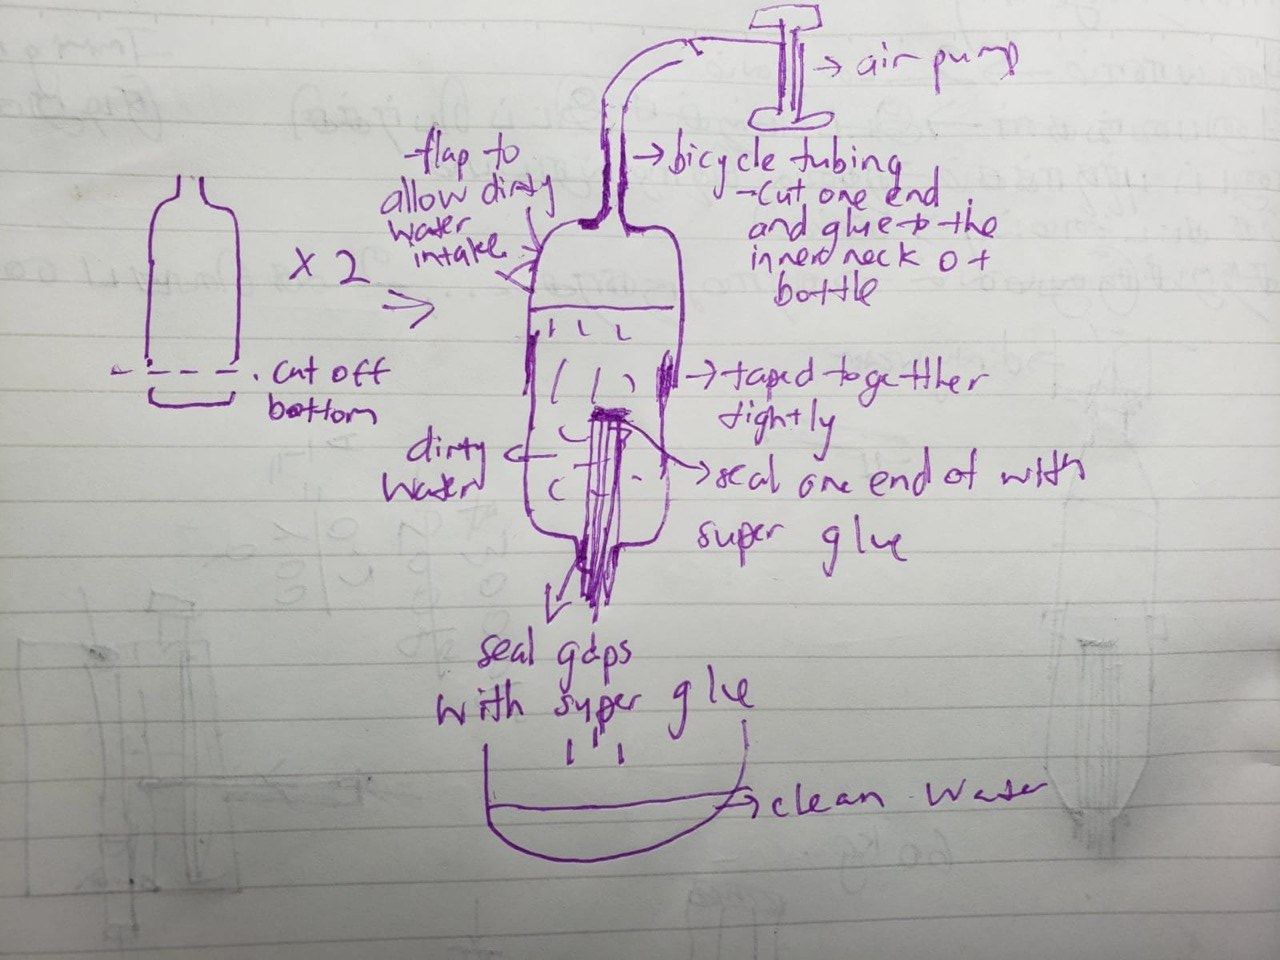 → air pump
-flap to
allow dirty
water
intake
→ bicycle tubing
-cut one end
and glue to the
inner neck of
bottle
x 2
cut off
bottom
→ taped together
tightly
dirty
water
→ seal one end of with
super glue
seal gaps
with super glue
→ clean water
60 kg